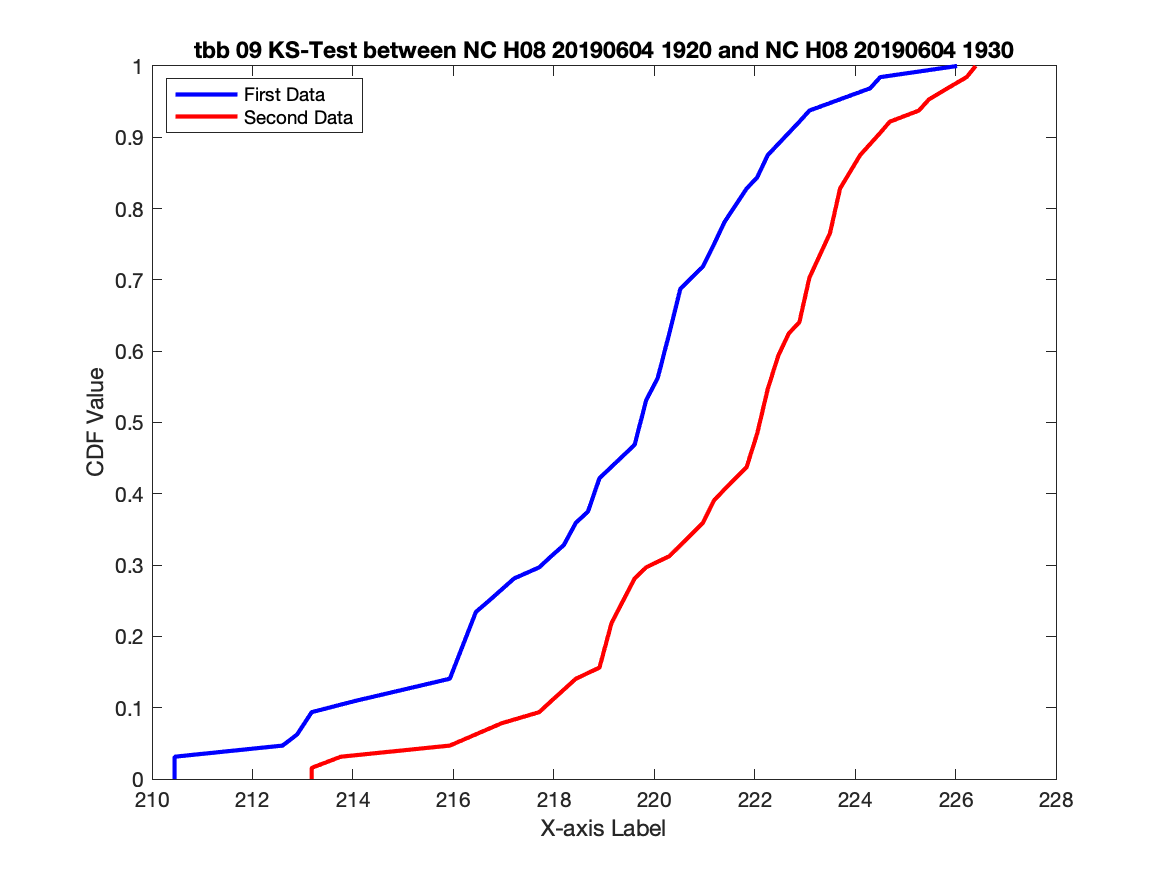 tbb 09 KS-Test between NC H08 20190604 1920 and NC H08 20190604 1930
First Data
Second Data
1
0.9
0.8
0.7
0.6
0.5
0.4
0.3
0.2
0.1
0
CDF Value
210 212 214 216 218 220 222 224 226 228
X-axis Label